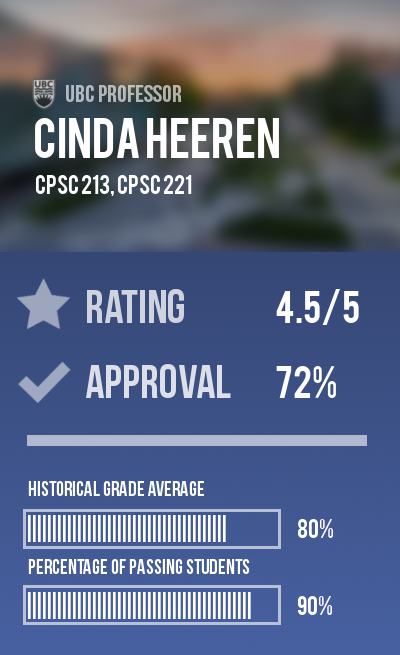 UBC
UBC PROFESSOR
CINDA HEEREN
CPSC 213, CPSC 221
RATING 4.5/5
APPROVAL 72%
HISTORICAL GRADE AVERAGE
80%
PERCENTAGE OF PASSING STUDENTS
90%